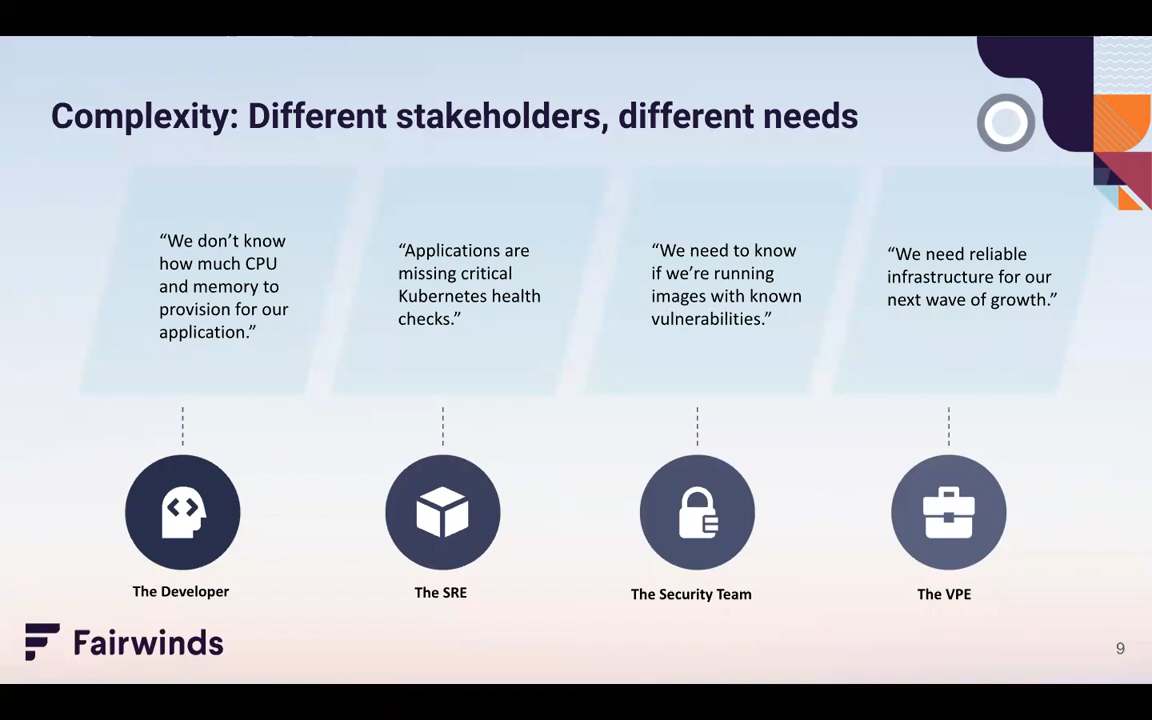 Complexity: Different stakeholders, different needs
“We don’t know
how much CPU
and memory to
provision for our
application.”
“Applications are
missing critical
Kubernetes health
checks.”
“We need to know
if we’re running
images with known
vulnerabilities.”
“We need reliable
infrastructure for our
next wave of growth.”
The Developer
The SRE
The Security Team
The VPE
Fairwinds
9